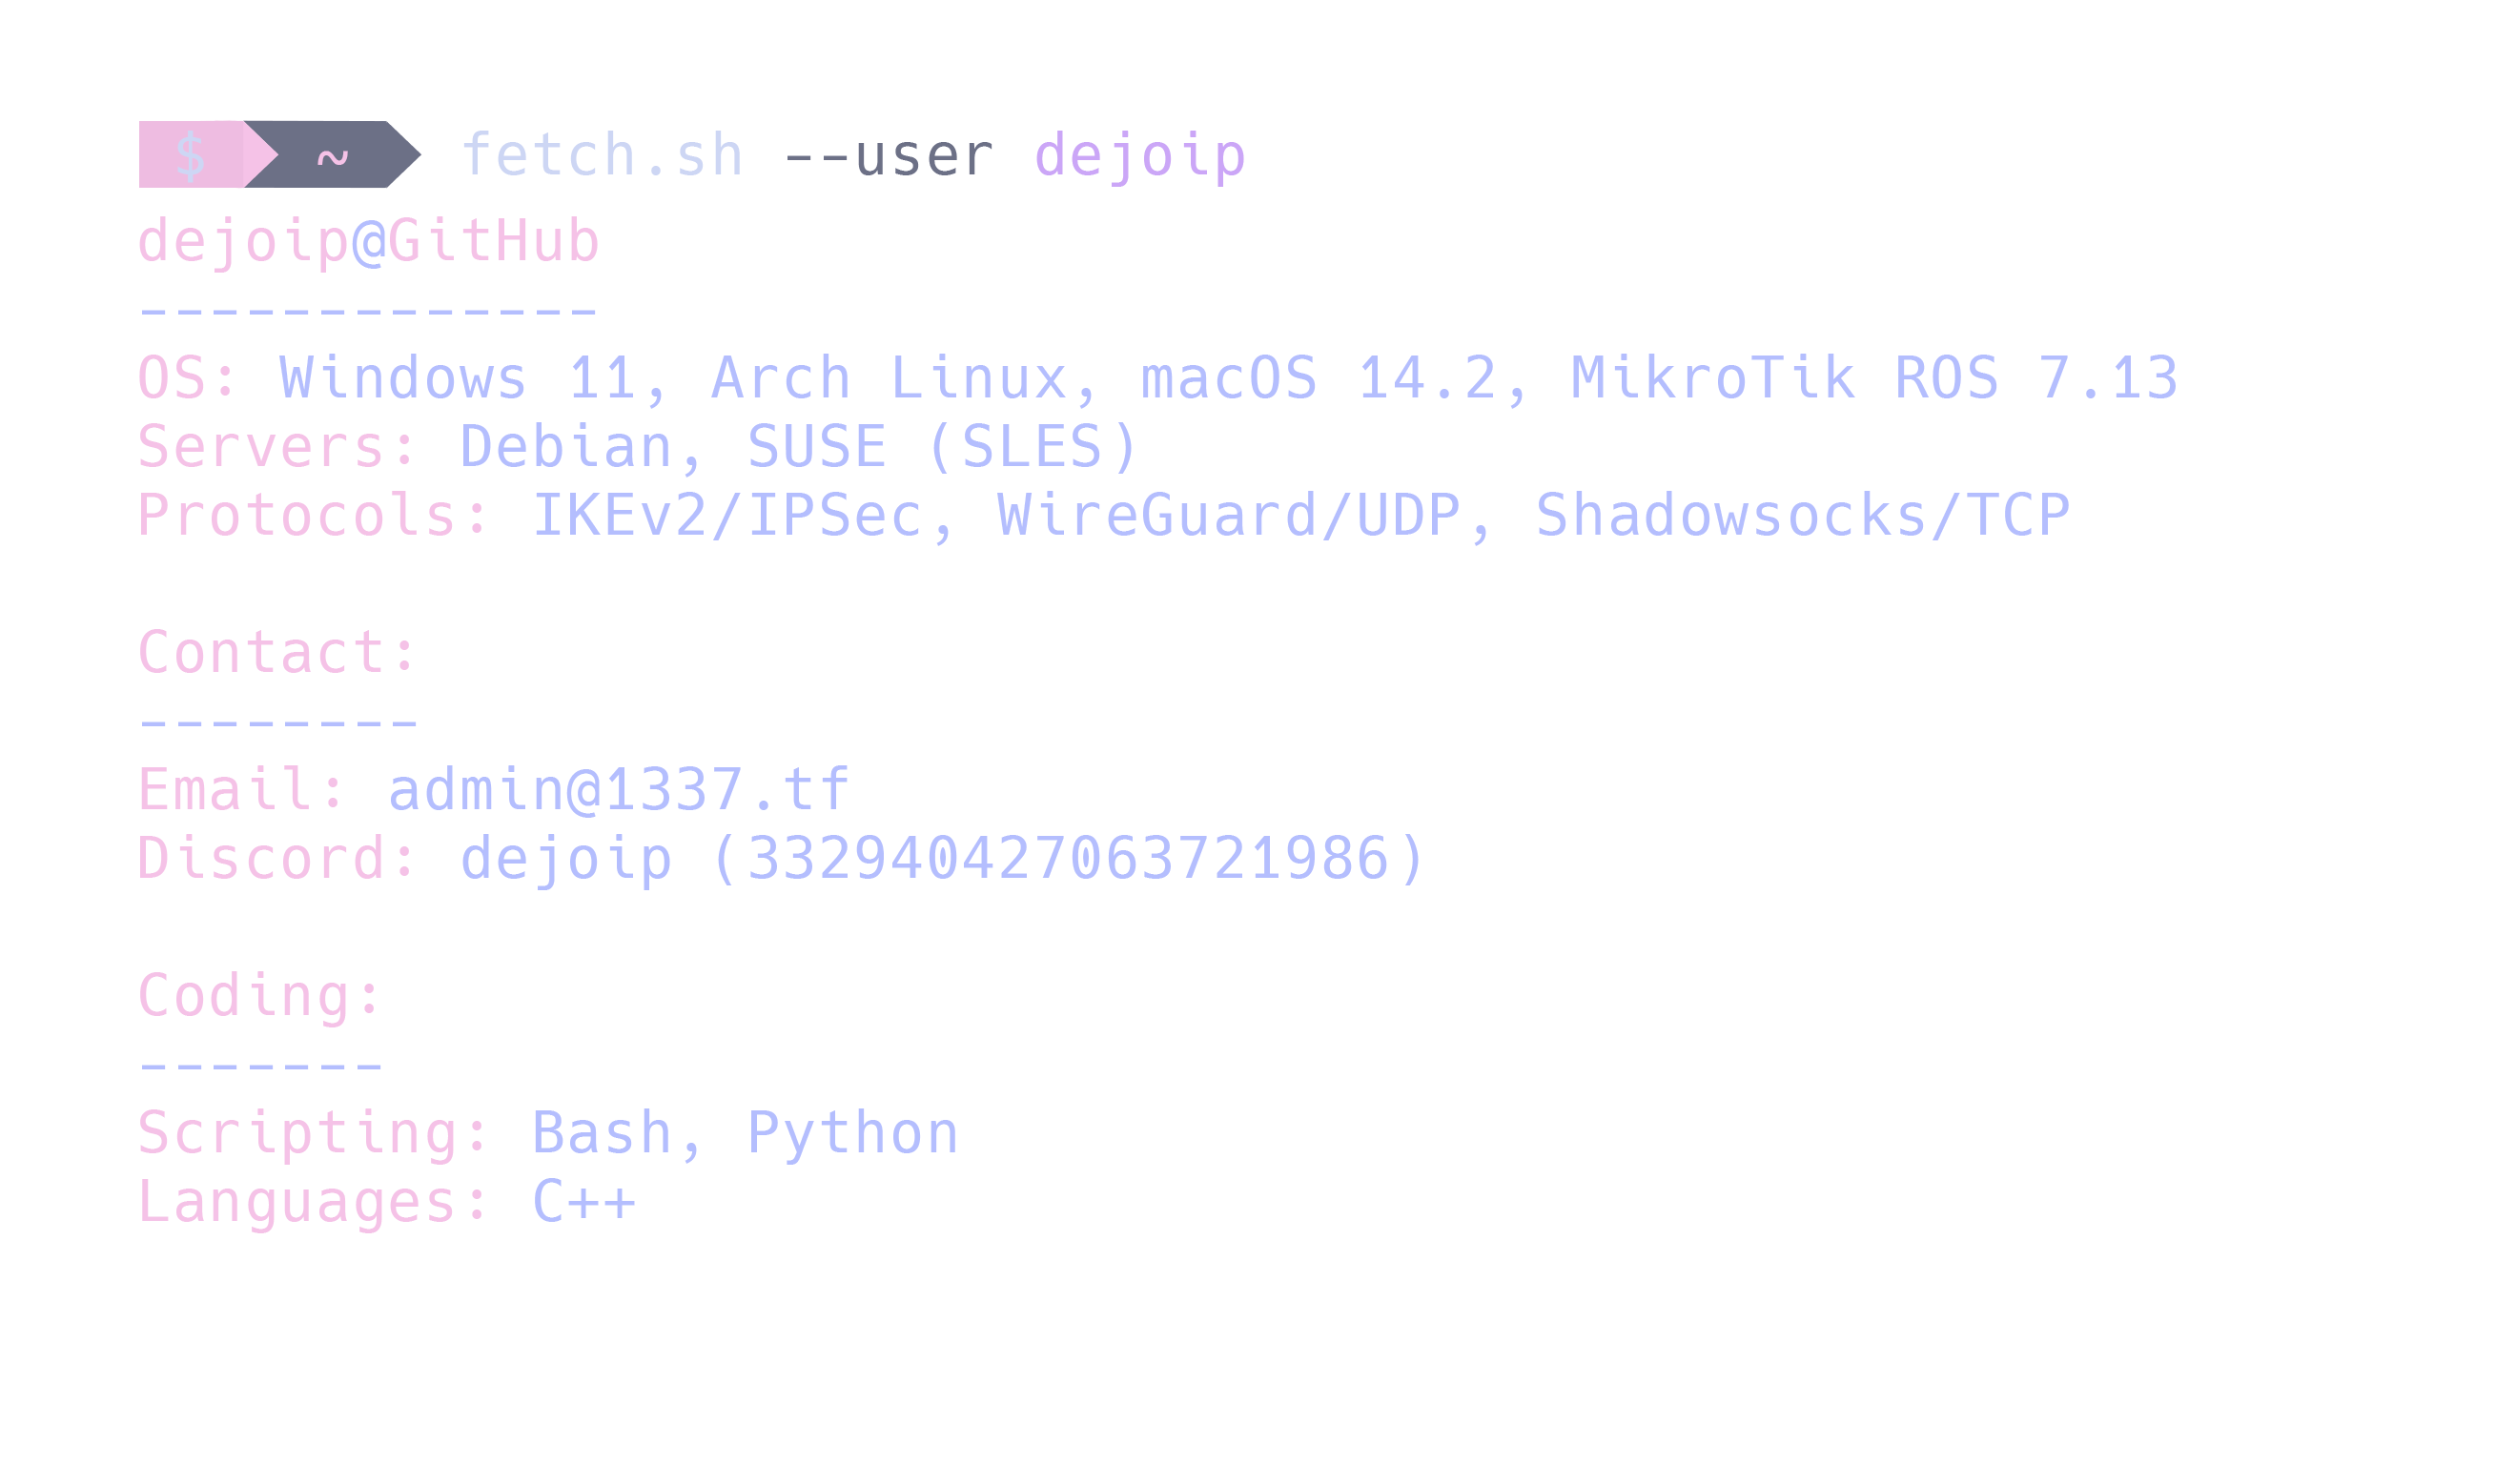 $ ~ fetch.sh --user dejoip
dejoip@GitHub
-------------
OS: Windows 11, Arch Linux, macOS 14.2, MikroTik ROS 7.13
Servers: Debian, SUSE (SLES)
Protocols: IKEv2/IPSec, WireGuard/UDP, Shadowsocks/TCP
Contact:
--------
Email: admin@1337.tf
Discord: dejoip (332940427063721986)
Coding:
-------
Scripting: Bash, Python
Languages: C++